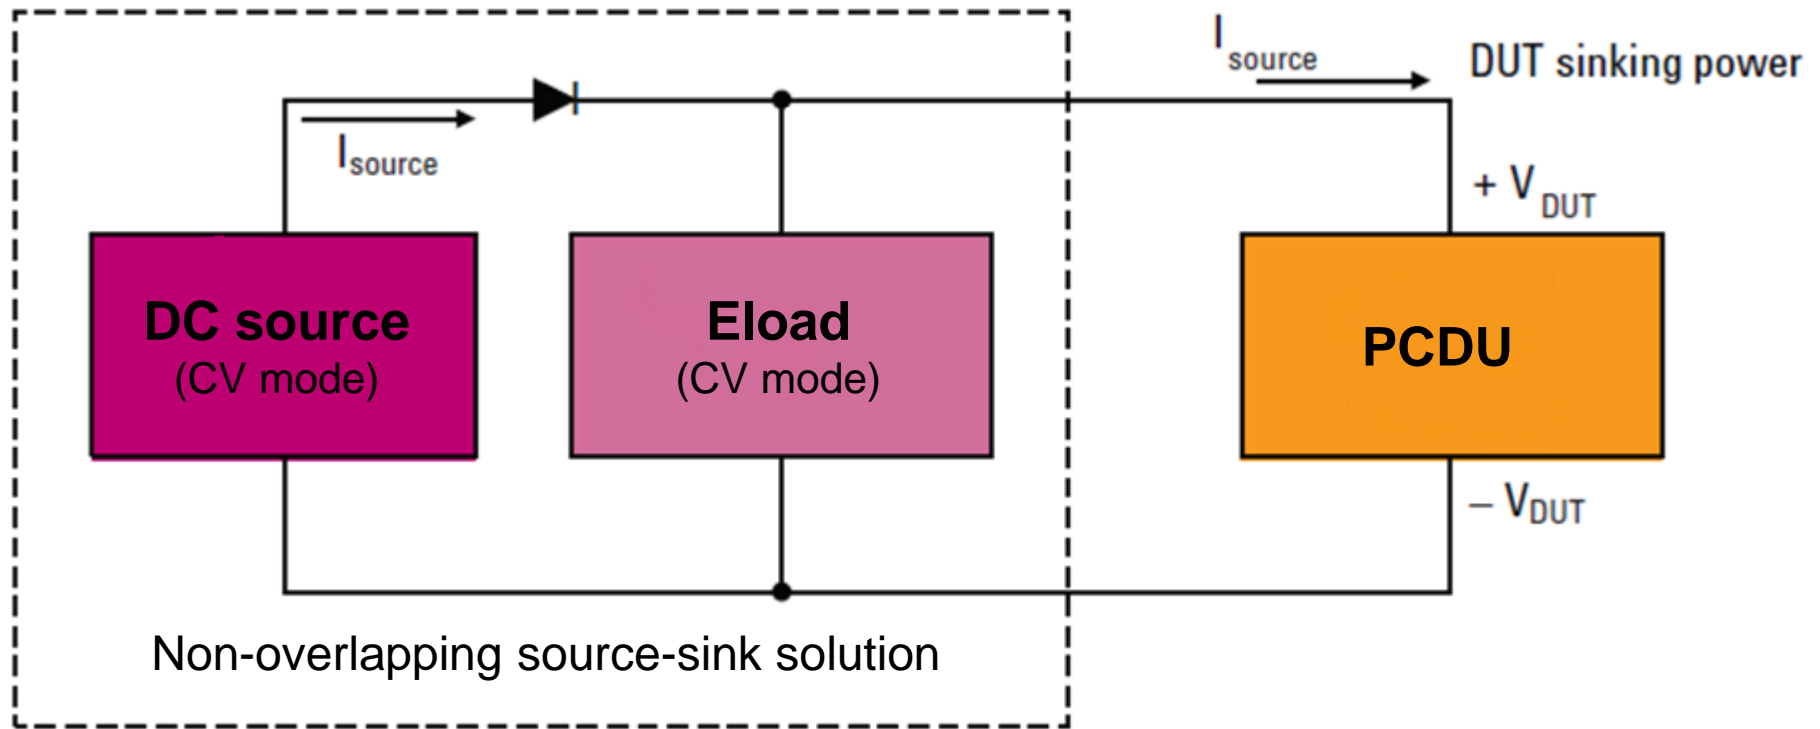 I source
DUT sinking power
I source
+ V DUT
DC source
(CV mode)
Eload
(CV mode)
PCDU
– V DUT
Non-overlapping source-sink solution